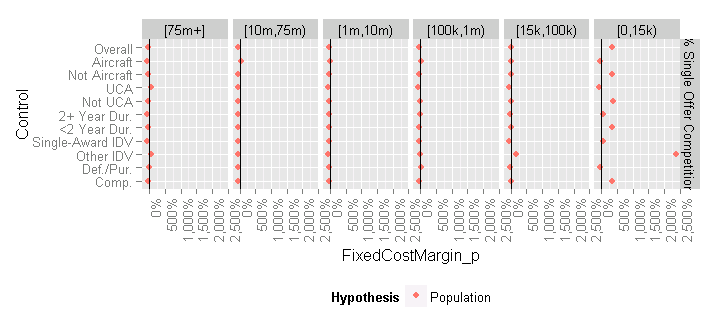 [75m+] [10m,75m) [1m,10m) [100k,1m) [15k,100k) [0,15k)
Overall
Aircraft
Not Aircraft
UCA
Not UCA
2+ Year Dur.
<2 Year Dur.
Single-Award IDV
Other IDV
Def./Pur.
Comp.
Control
% Single Offer Competition
0% 500% 1,000% 1,500% 2,000% 2,500% 0% 500% 1,000% 1,500% 2,000% 2,500% 0% 500% 1,000% 1,500% 2,000% 2,500% 0% 500% 1,000% 1,500% 2,000% 2,500% 0% 500% 1,000% 1,500% 2,000% 2,500% 0% 500% 1,000% 1,500% 2,000% 2,500%
FixedCostMargin_p
Hypothesis Population